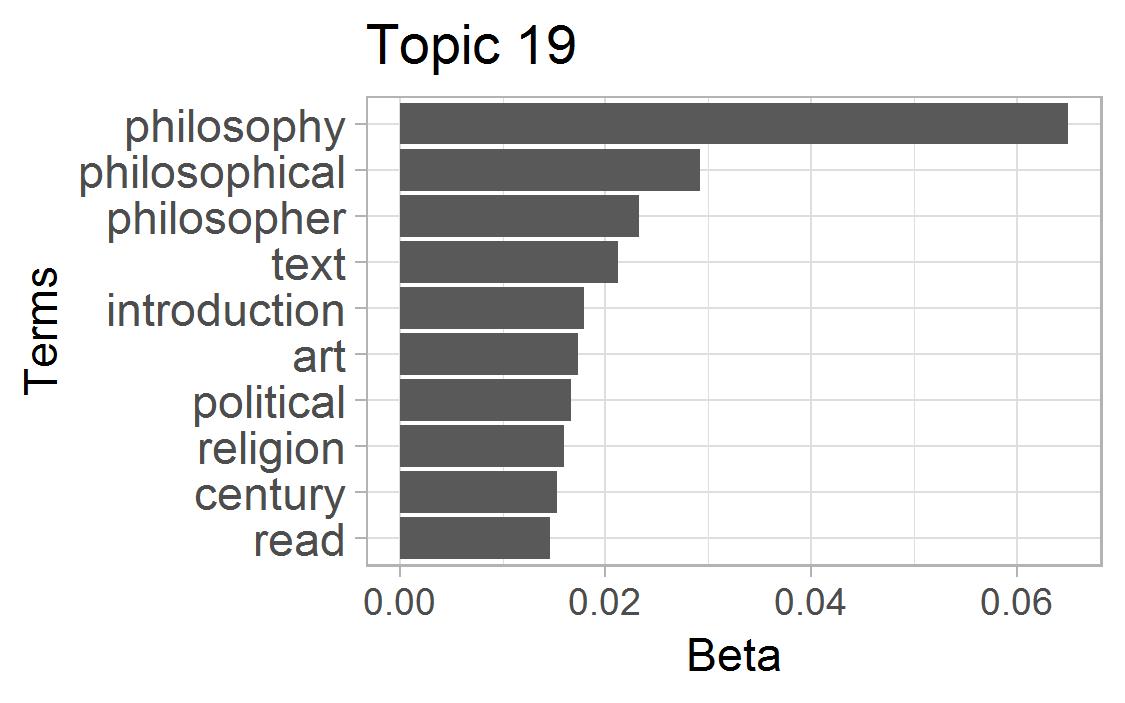 Topic 19
philosophy
philosophical
philosopher
text
introduction
art
political
religion
century
read
Terms
0.00 0.02 0.04 0.06
Beta